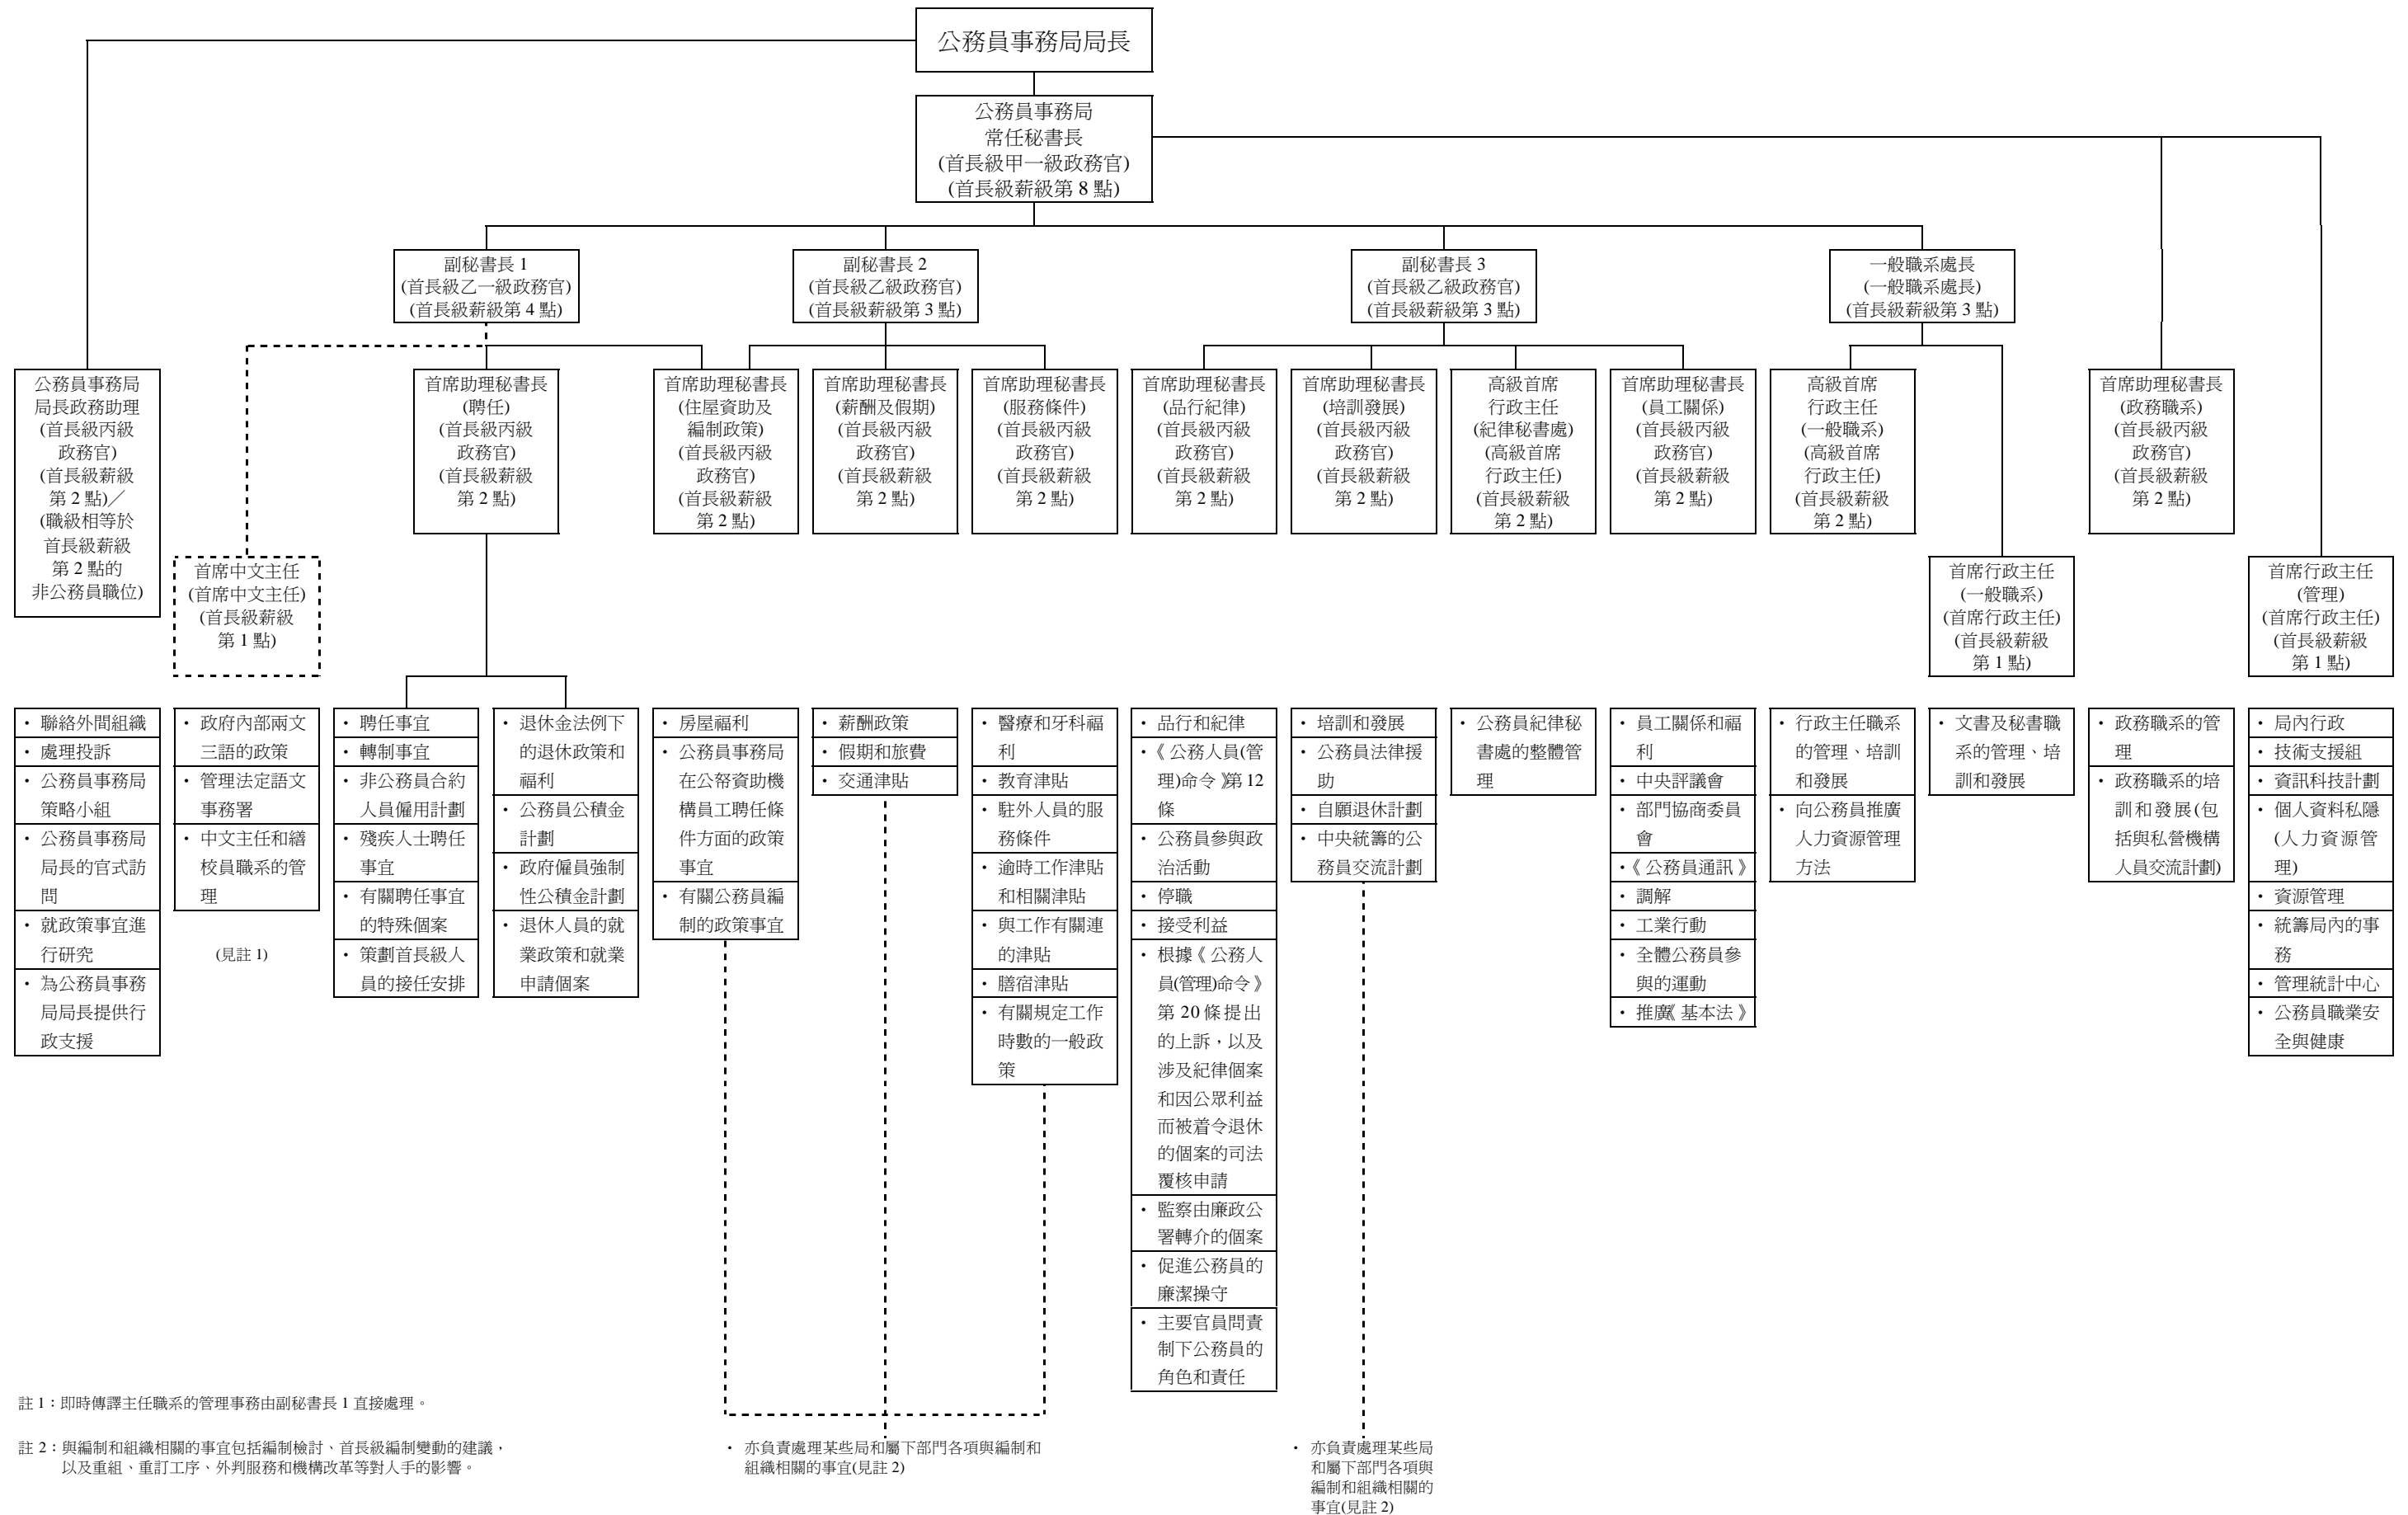 公務員事務局局長
公務員事務局
常任秘書長
(首長級甲一級政務官)
(首長級薪級第 8 點)
副秘書長 1
(首長級乙一級政務官)
(首長級薪級第 4 點)
副秘書長 2
(首長級乙級政務官)
(首長級薪級第 3 點)
副秘書長 3
(首長級乙級政務官)
(首長級薪級第 3 點)
一般職系處長
(一般職系處長)
(首長級薪級第 3 點)
公務員事務局
局長政務助理
(首長級丙級
政務官)
(首長級薪級
第 2 點)／
(職級相等於
首長級薪級
第 2 點的
非公務員職位)
首席中文主任
(首席中文主任)
(首長級薪級
第 1 點)
首席助理秘書長
(聘任)
(首長級丙級
政務官)
(首長級薪級
第 2 點)
首席助理秘書長
(住屋資助及
編制政策)
(首長級丙級
政務官)
(首長級薪級
第 2 點)
首席助理秘書長
(薪酬及假期)
(首長級丙級
政務官)
(首長級薪級
第 2 點)
首席助理秘書長
(服務條件)
(首長級丙級
政務官)
(首長級薪級
第 2 點)
首席助理秘書長
(品行紀律)
(首長級丙級
政務官)
(首長級薪級
第 2 點)
首席助理秘書長
(培訓發展)
(首長級丙級
政務官)
(首長級薪級
第 2 點)
高級首席
行政主任
(紀律秘書處)
(高級首席
行政主任)
(首長級薪級
第 2 點)
首席助理秘書長
(員工關係)
(首長級丙級
政務官)
(首長級薪級
第 2 點)
高級首席
行政主任
(一般職系)
(高級首席
行政主任)
(首長級薪級
第 2 點)
首席行政主任
(一般職系)
(首席行政主任)
(首長級薪級
第 1 點)
首席助理秘書長
(政務職系)
(首長級丙級
政務官)
(首長級薪級
第 2 點)
首席行政主任
(管理)
(首席行政主任)
(首長級薪級
第 1 點)
・ 聯絡外間組織
・ 處理投訴
・ 公務員事務局
策略小組
・ 公務員事務局
局長的官式訪
問
・ 就政策事宜進
行研究
・ 為公務員事務
局局長提供行
政支援
・ 政府內部兩文
三語的政策
・ 管理法定語文
事務署
・ 中文主任和繕
校員職系的管
理
(見註 1)
・ 聘任事宜
・ 轉制事宜
・ 非公務員合約
人員僱用計劃
・ 殘疾人士聘任
事宜
・ 有關聘任事宜
的特殊個案
・ 策劃首長級人
員的接任安排
・ 退休金法例下
的退休政策和
福利
・ 公務員公積金
計劃
・ 政府僱員強制
性公積金計劃
・ 退休人員的就
業政策和就業
申請個案
・ 房屋福利
・ 公務員事務局
在公帑資助機
構員工聘任條
件方面的政策
事宜
・ 有關公務員編
制的政策事宜
・ 薪酬政策
・ 假期和旅費
・ 交通津貼
・ 醫療和牙科福
利
・ 教育津貼
・ 駐外人員的服
務條件
・ 逾時工作津貼
和相關津貼
・ 與工作有關連
的津貼
・ 膳宿津貼
・ 有關規定工作
時數的一般政
策
・ 品行和紀律
・《 公務人員(管
理)命令》第 12
條
・ 公務員參與政
治活動
・ 停職
・ 接受利益
・ 根據《 公務人
員(管理)命令》
第 20 條提出
的上訴，以及
涉及紀律個案
和因公眾利益
而被着令退休
的個案的司法
覆核申請
・ 監察由廉政公
署轉介的個案
・ 促進公務員的
廉潔操守
・ 主要官員問責
制下公務員的
角色和責任
・ 培訓和發展
・ 公務員法律援
助
・ 自願退休計劃
・ 中央統籌的公
務員交流計劃
・ 公務員紀律秘
書處的整體管
理
・ 員工關係和福
利
・ 中央評議會
・ 部門協商委員
會
・《 公務員通訊 》
・ 調解
・ 工業行動
・ 全體公務員參
與的運動
・ 推廣《 基本法 》
・ 行政主任職系
的管理、培訓
和發展
・ 向公務員推廣
人力資源管理
方法
・ 文書及秘書職
系的管理、培
訓和發展
・ 政務職系的管
理
・ 政務職系的培
訓和發展(包
括與私營機構
人員交流計劃)
・ 局內行政
・ 技術支援組
・ 資訊科技計劃
・ 個人資料私隱
(人力資源管
理)
・ 資源管理
・ 統籌局內的事
務
・ 管理統計中心
・ 公務員職業安
全與健康
註 1：即時傳譯主任職系的管理事務由副秘書長 1 直接處理。
註 2：與編制和組織相關的事宜包括編制檢討、首長級編制變動的建議，
以及重組、重訂工序、外判服務和機構改革等對人手的影響。
・ 亦負責處理某些局和屬下部門各項與編制和
組織相關的事宜(見註 2)
・ 亦負責處理某些局
和屬下部門各項與
編制和組織相關的
事宜(見註 2)